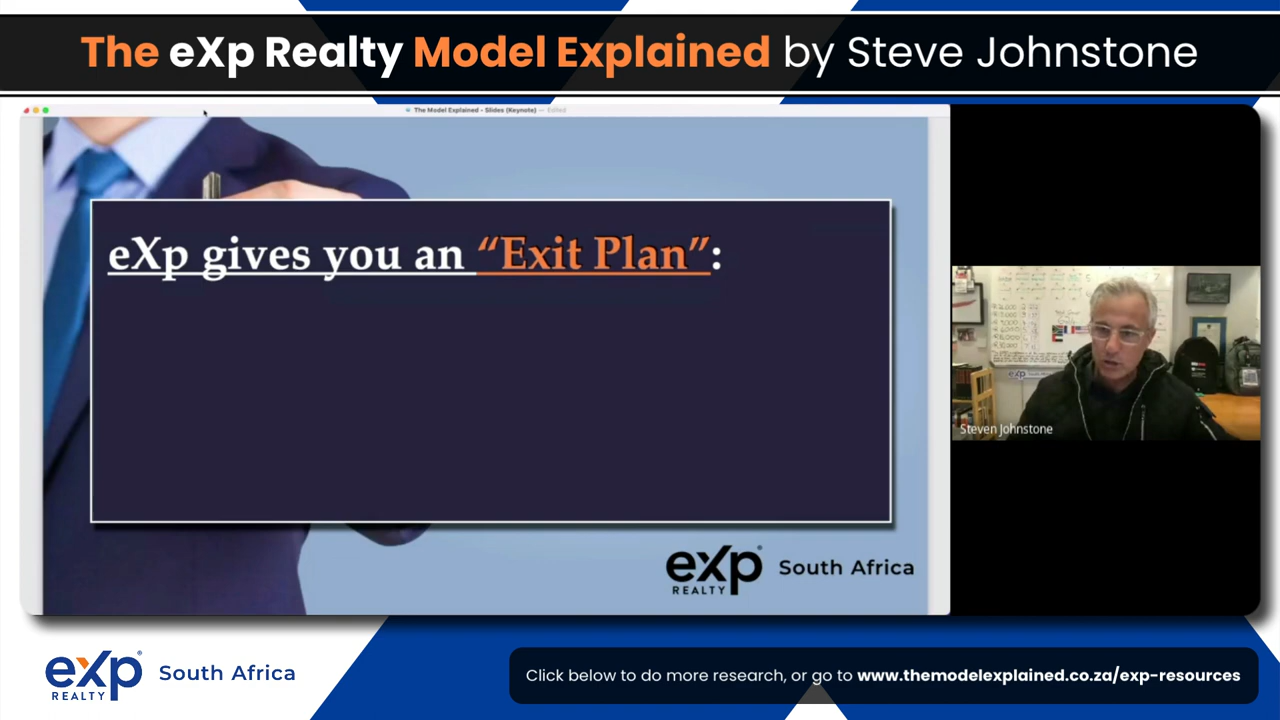 The eXp Realty Model Explained by Steve Johnstone
The Model Explained - Slides (Keynote) — Edited
eXp gives you an “Exit Plan”:
eXp
REALTY
South Africa
Steven Johnstone
eXp
REALTY
South Africa
Click below to do more research, or go to www.themodelexplained.co.za/exp-resources